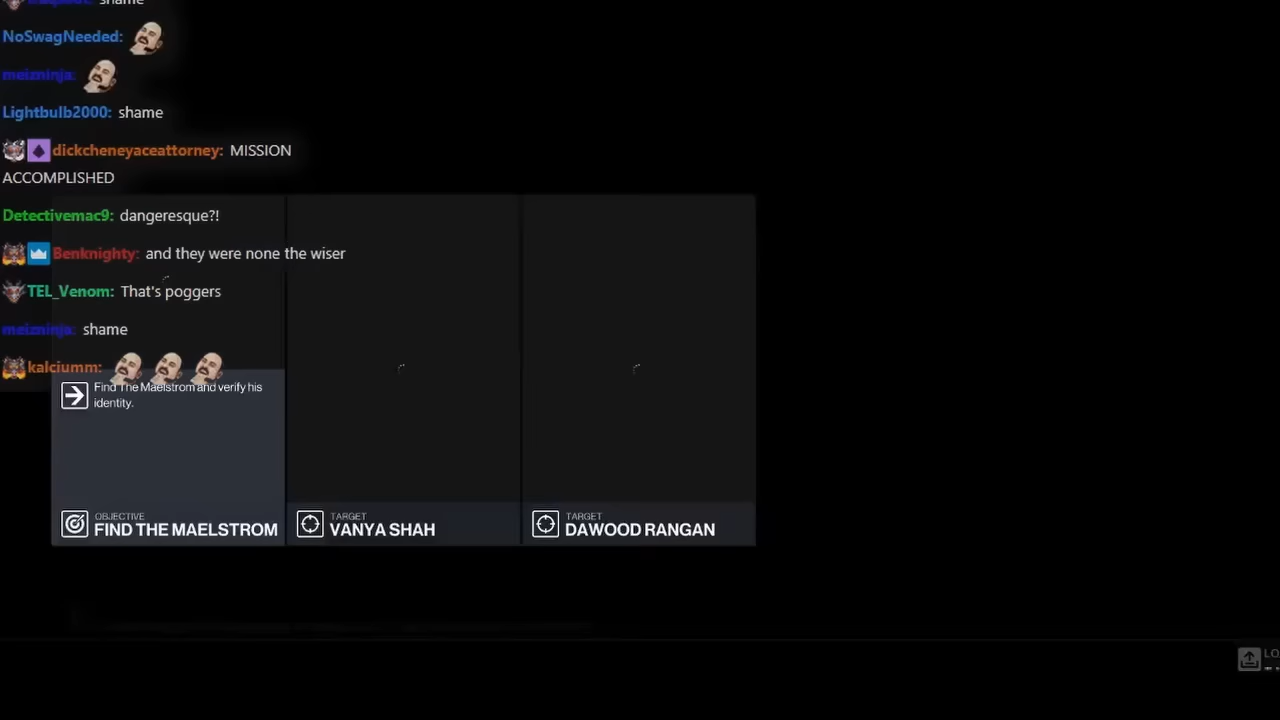 shame
NoSwagNeeded:
meizninja:
Lightbulb2000: shame
dickcheneyaceattorney: MISSION
ACCOMPLISHED
Detectivemac9: dangeresque?!
Benknighty: and they were none the wiser
TEL_Venom: That's poggers
meizninja: shame
kalciumm:
Find The Maelstrom and verify his
identity.
OBJECTIVE
FIND THE MAELSTROM
TARGET
VANYA SHAH
TARGET
DAWOOD RANGAN